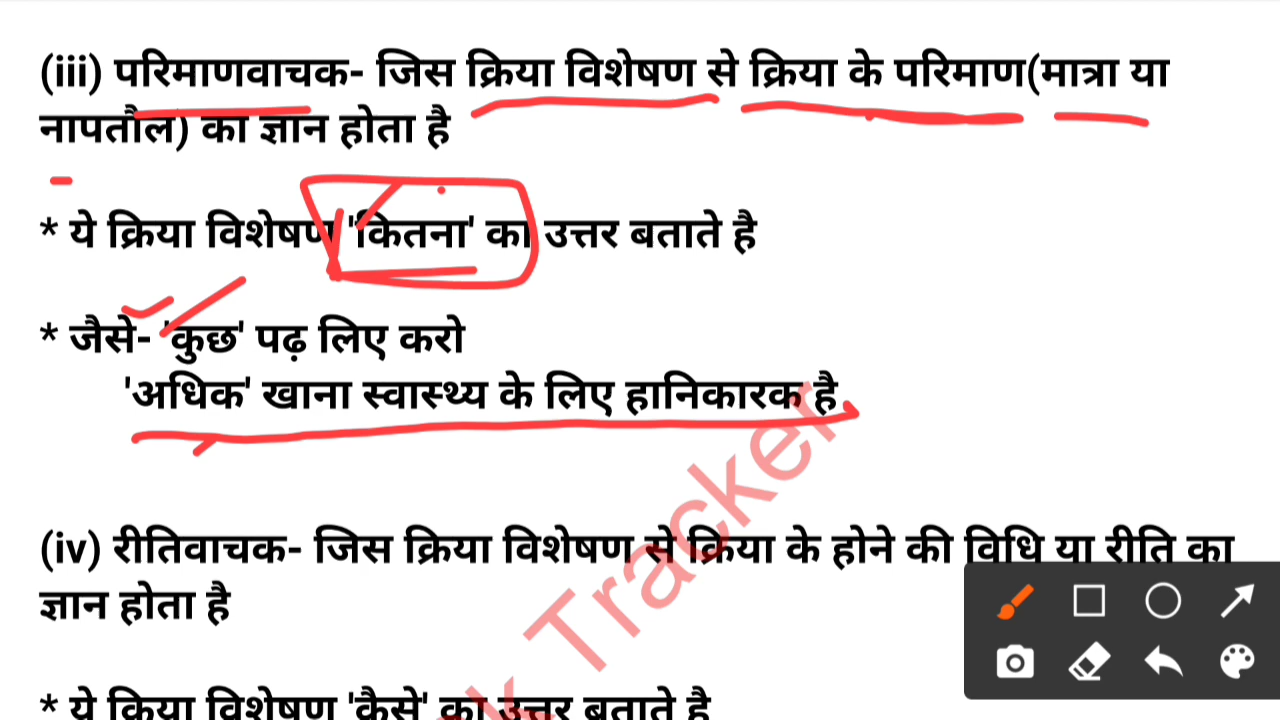 (iii) परिमाणवाचक- जिस क्रिया विशेषण से क्रिया के परिमाण(मात्रा या
नापतौल) का ज्ञान होता है
* ये क्रिया विशेषण 'कितना' का उत्तर बताते है
* जैसे- 'कुछ' पढ़ लिए करो
'अधिक' खाना स्वास्थ्य के लिए हानिकारक है
(iv) रीतिवाचक- जिस क्रिया विशेषण से क्रिया के होने की विधि या रीति का
ज्ञान होता है
* ये क्रिया विशेषण 'कैसे' का उत्तर बताते है
Tracker